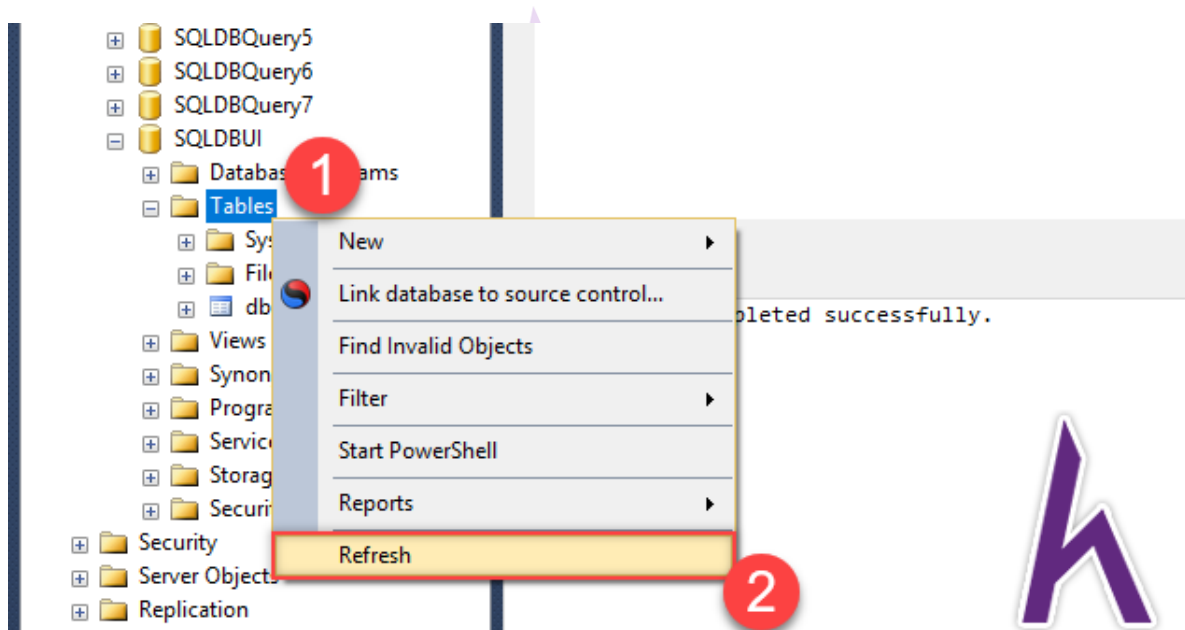 SQLDBQuery5
SQLDBQuery6
SQLDBQuery7
SQLDBUI
1
Tables
New
Link database to source control...
Find Invalid Objects
Filter
Start PowerShell
Reports
Refresh
2
completed successfully.
Views
Security
Server Objects
Replication